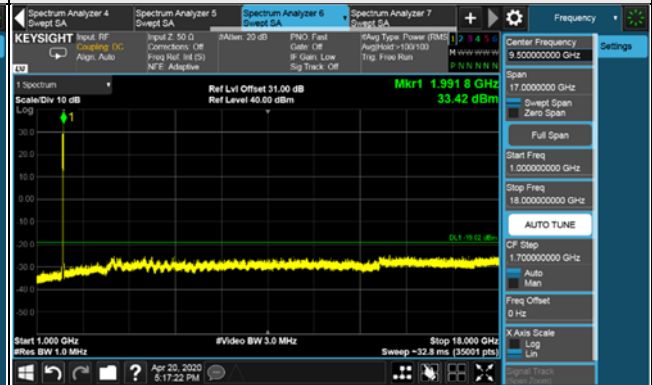 Spectrum Analyzer 4
Swept SA
Spectrum Analyzer 5
Swept SA
Spectrum Analyzer 6
Swept SA
Spectrum Analyzer 7
Swept SA
+
Frequency
KEYSIGHT
Input: RF
Coupling: DC
Align: Auto
Input Z: 50 Ω
Corrections: Off
Freq Ref: Int (S)
NFE: Adaptive
#Atten: 20 dB
PNO: Fast
Gate: Off
IF Gain: Low
Sig Track: Off
#Avg Type: Power (RMS)
Avg|Hold:>100/100
Trig: Free Run
1 2 3 4 5 6
M W W W W W
P N N N N N
LXI
1 Spectrum
Scale/Div 10 dB
Ref Lvl Offset 31.00 dB
Ref Level 40.00 dBm
Mkr1 1.991 8 GHz
33.42 dBm
Log
1
30.0
20.0
10.0
0.00
-10.0
-20.0
-30.0
-40.0
-50.0
DL1 -19.02 dBm
Start 1.000 GHz
#Res BW 1.0 MHz
#Video BW 3.0 MHz
Stop 18.000 GHz
Sweep ~32.8 ms (35001 pts)
Center Frequency
9.500000000 GHz
Span
17.0000000 GHz
Swept Span
Zero Span
Full Span
Start Freq
1.000000000 GHz
Stop Freq
18.000000000 GHz
AUTO TUNE
CF Step
1.700000000 GHz
Auto
Man
Freq Offset
0 Hz
X Axis Scale
Log
Lin
Signal Track
(Span Zoom)
Settings
?
Apr 20, 2020
5:17:22 PM